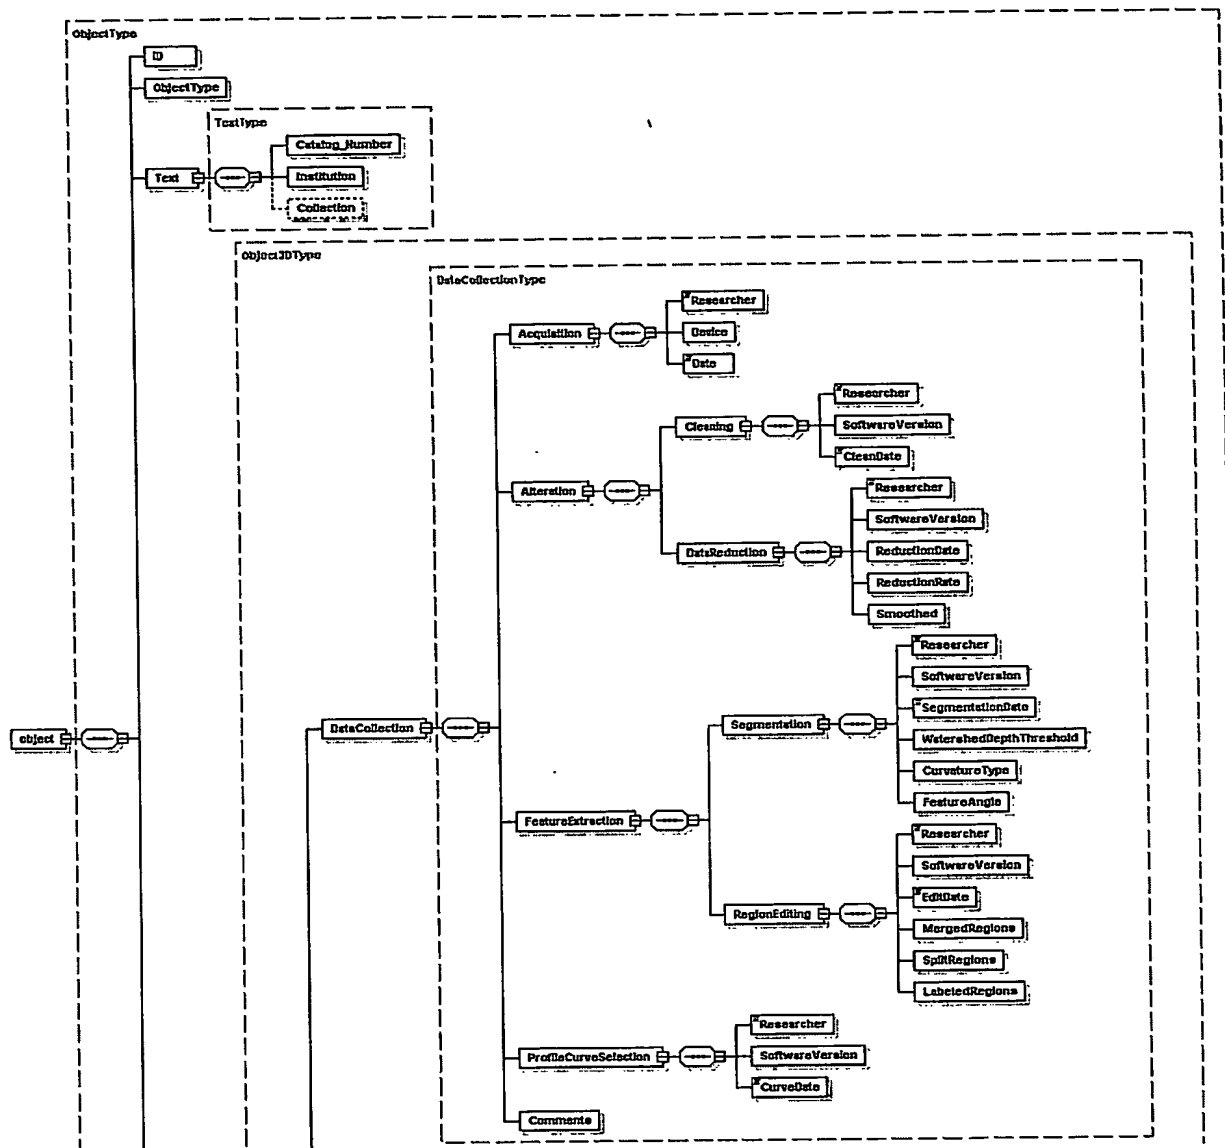 ObjectType
ID
ObjectType
TextType
Catalog_Number
Text
Institution
Collection
Object3DType
DataCollectionType
Researcher
Acquisition
Device
Date
Researcher
Cleaning
SoftwareVersion
CleanDate
Alteration
Researcher
SoftwareVersion
DataReduction
ReductionDate
ReductionRate
Smoothed
Researcher
SoftwareVersion
SegmentationDate
object
DataCollection
Segmentation
WatershedDepthThreshold
CurvatureType
FeatureAngle
FeatureExtraction
Researcher
SoftwareVersion
EditDate
RegionEditing
MergedRegions
SplitRegions
LabeledRegions
Researcher
ProfileCurveSelection
SoftwareVersion
CurveDate
Comments